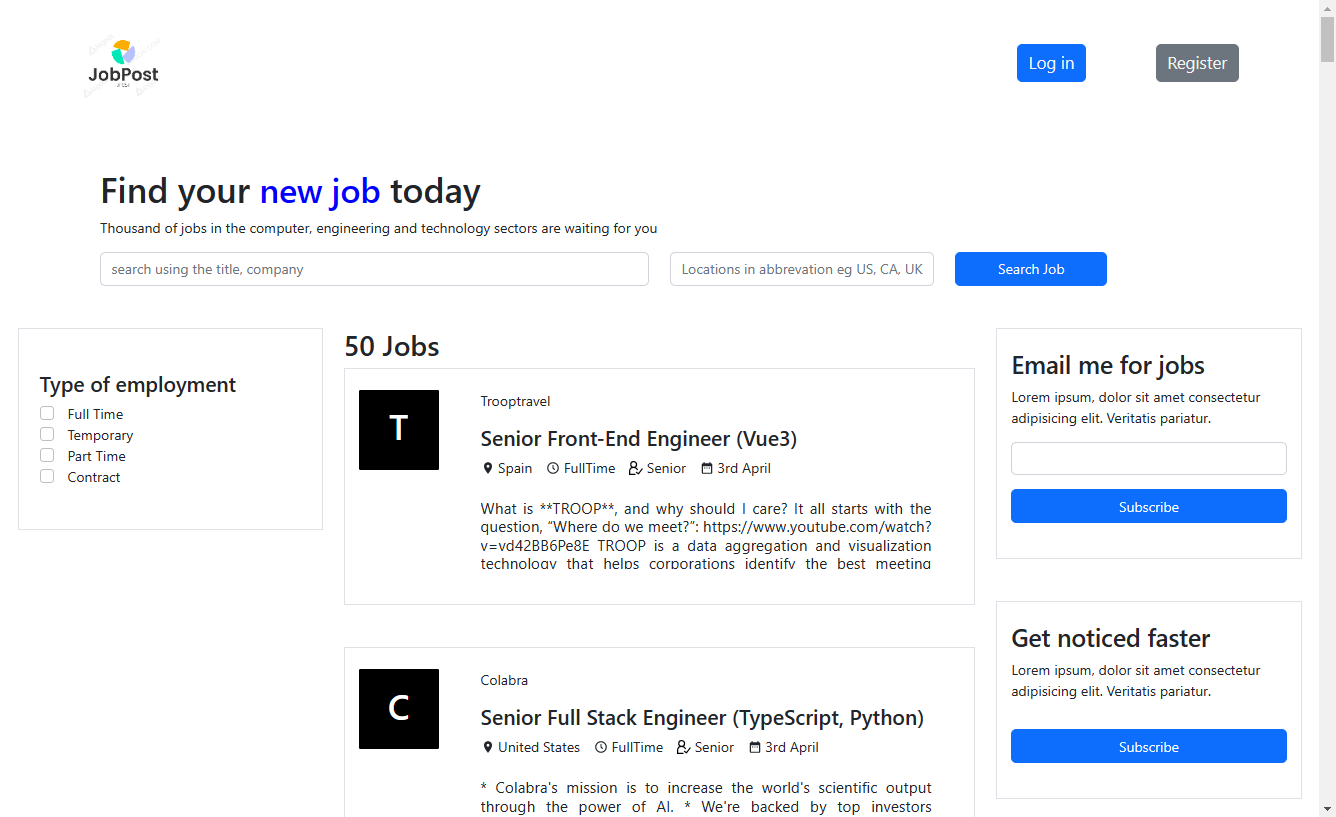 JobPost
Log in
Register
Find your new job today
Thousand of jobs in the computer, engineering and technology sectors are waiting for you
search using the title, company
Locations in abbrevation eg US, CA, UK
Search Job
Type of employment
Full Time
Temporary
Part Time
Contract
50 Jobs
T
Trooptravel
Senior Front-End Engineer (Vue3)
Spain FullTime Senior 3rd April
What is **TROOP**, and why should I care? It all starts with the
question, “Where do we meet?”: https://www.youtube.com/watch?
v=vd42BB6Pe8E TROOP is a data aggregation and visualization
technology that helps corporations identify the best meeting
C
Colabra
Senior Full Stack Engineer (TypeScript, Python)
United States FullTime Senior 3rd April
* Colabra's mission is to increase the world's scientific output
through the power of AI. * We're backed by top investors
Email me for jobs
Lorem ipsum, dolor sit amet consectetur
adipisicing elit. Veritatis pariatur.
Subscribe
Get noticed faster
Lorem ipsum, dolor sit amet consectetur
adipisicing elit. Veritatis pariatur.
Subscribe